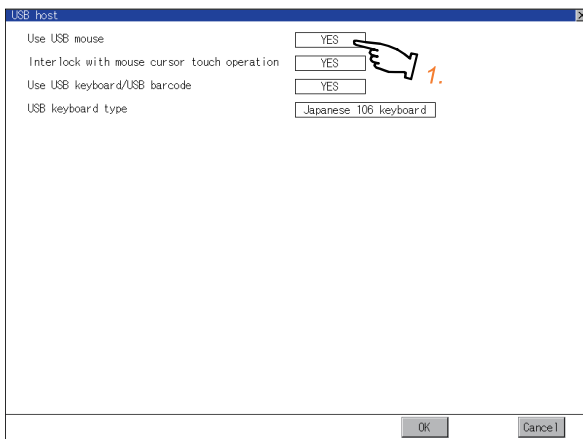 USB host
Use USB mouse YES
Interlock with mouse cursor touch operation YES
1.
Use USB keyboard/USB barcode YES
USB keyboard type Japanese 106 keyboard
OK Cancel